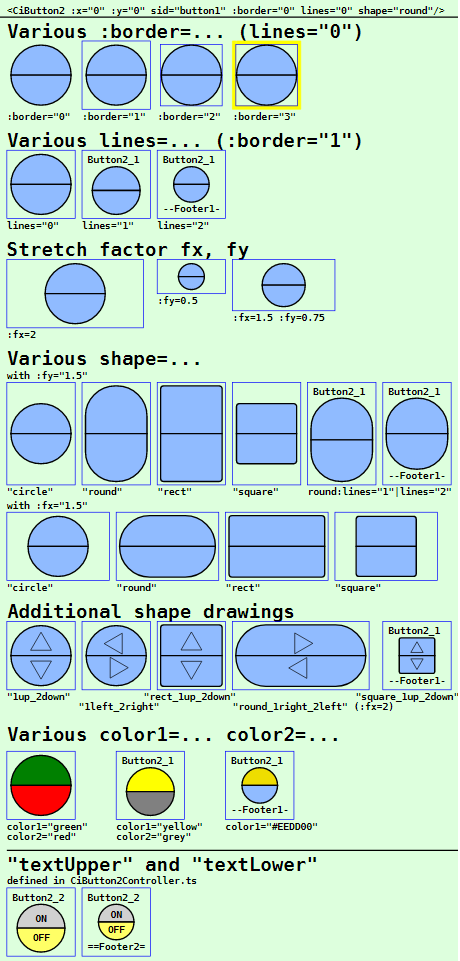 <CiButton2 :x="0" :y="0" sid="button1" :border="0" lines="0" shape="round"/>
Various :border=... (lines="0")
:border="0" :border="1" :border="2" :border="3"
Various lines=... (:border="1")
Button2_1 Button2_1
--Footer1-
lines="0" lines="1" lines="2"
Stretch factor fx, fy
:fy=0.5
:fx=1.5 :fy=0.75
:fx=2
Various shape=...
with :fy="1.5"
Button2_1 Button2_1
--Footer1-
"circle" "round" "rect" "square" round:lines="1"|lines="2"
with :fx="1.5"
"circle" "round" "rect" "square"
Additional shape drawings
Button2_1
--Footer1-
"1up_2down" "rect_1up_2down" "square_1up_2down"
"1left_2right" "round_1right_2left" (:fx=2)
Various color1=... color2=...
Button2_1 Button2_1
--Footer1-
color1="green" color1="yellow" color1="#EEDD00"
color2="red" color2="grey"
"textUpper" and "textLower"
defined in CiButton2Controller.ts
Button2_2 Button2_2
ON ON
OFF OFF
==Footer2=